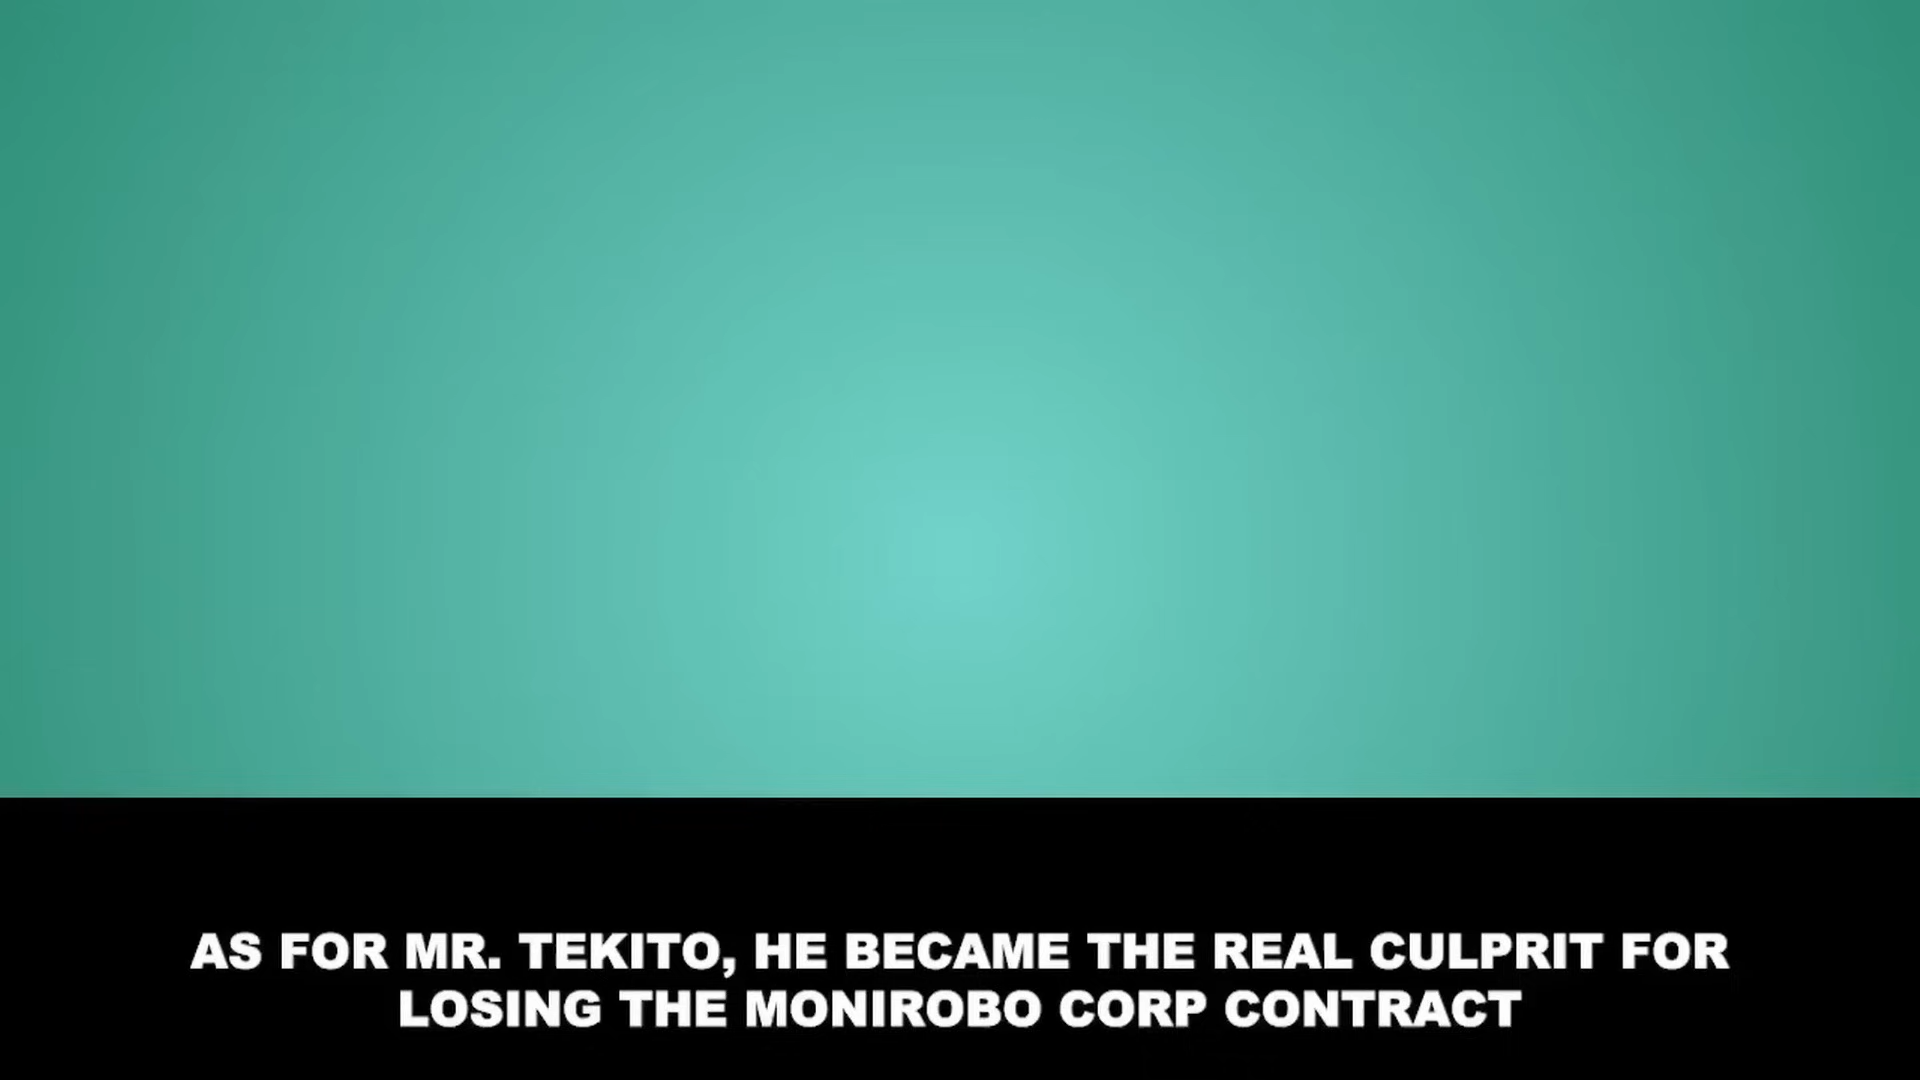 AS FOR MR. TEKITO, HE BECAME THE REAL CULPRIT FOR
LOSING THE MONIROBO CORP CONTRACT